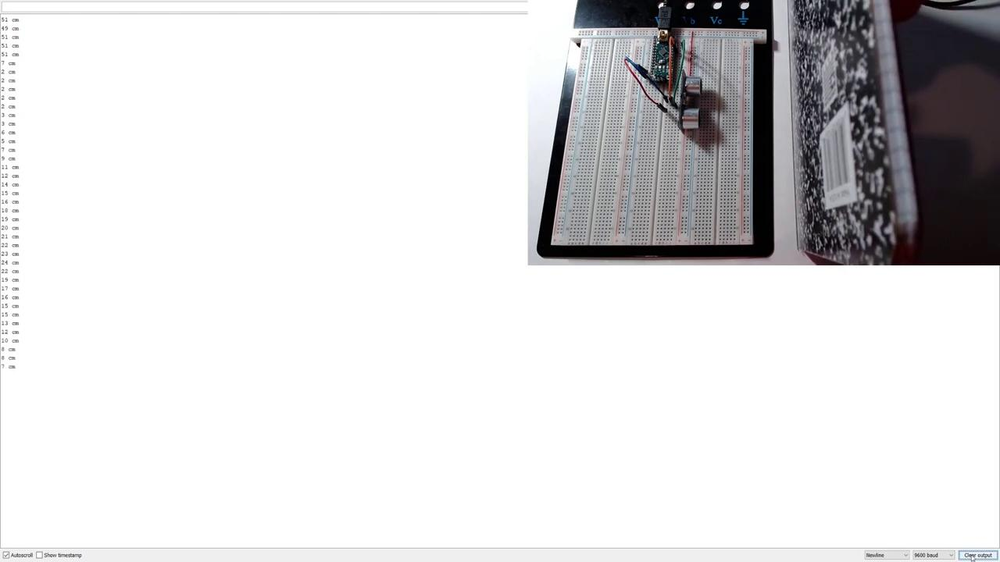 51 cm
49 cm
51 cm
51 cm
51 cm
7 cm
2 cm
2 cm
2 cm
2 cm
2 cm
3 cm
3 cm
6 cm
5 cm
7 cm
9 cm
11 cm
12 cm
14 cm
15 cm
16 cm
18 cm
19 cm
20 cm
21 cm
22 cm
23 cm
24 cm
22 cm
19 cm
17 cm
16 cm
15 cm
15 cm
13 cm
12 cm
10 cm
8 cm
8 cm
7 cm
Vc
Autoscroll Show timestamp Newline 9600 baud Clear output